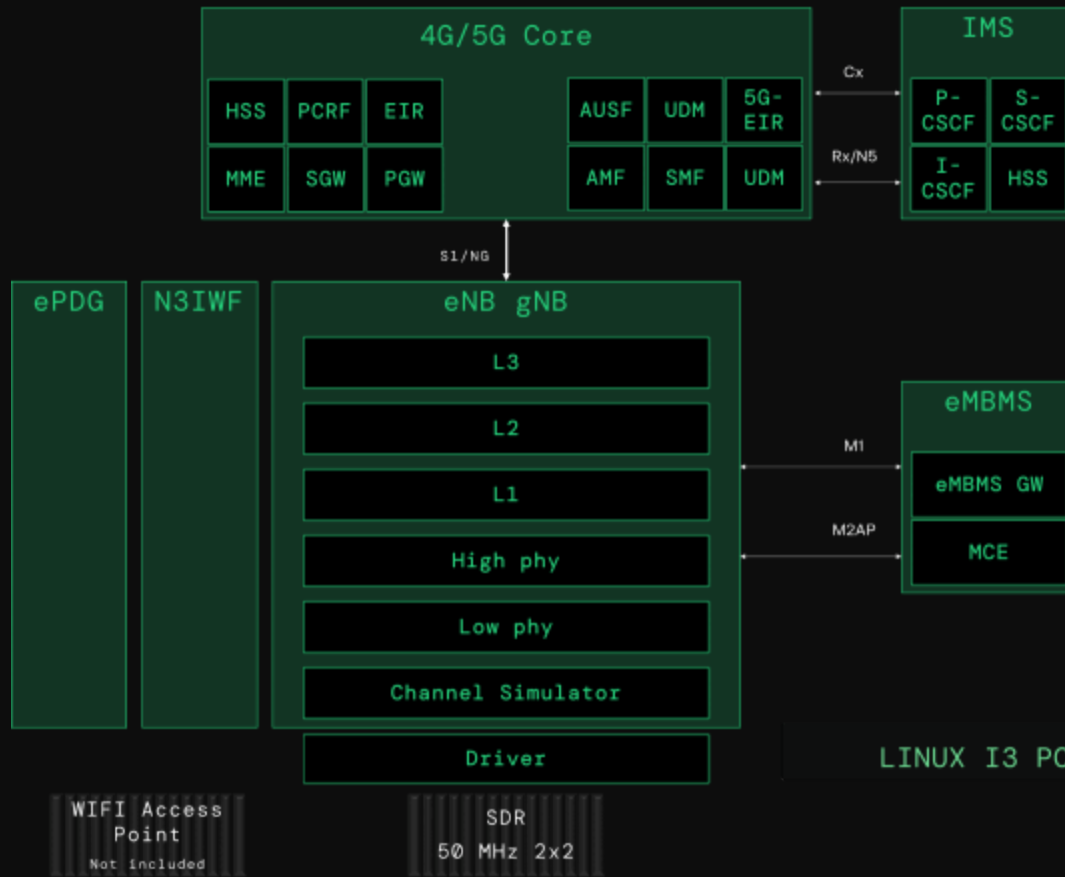 4G/5G Core
HSS PCRF EIR
MME SGW PGW
AUSF UDM 5G-
EIR
AMF SMF UDM
Cx
Rx/N5
IMS
P-
CSCF
S-
CSCF
I-
CSCF
HSS
S1/NG
ePDG
N3IWF
eNB gNB
L3
L2
L1
High phy
Low phy
Channel Simulator
Driver
M1
M2AP
eMBMS
eMBMS GW
MCE
LINUX I3 PC
WIFI Access
Point
Not included
SDR
50 MHz 2x2